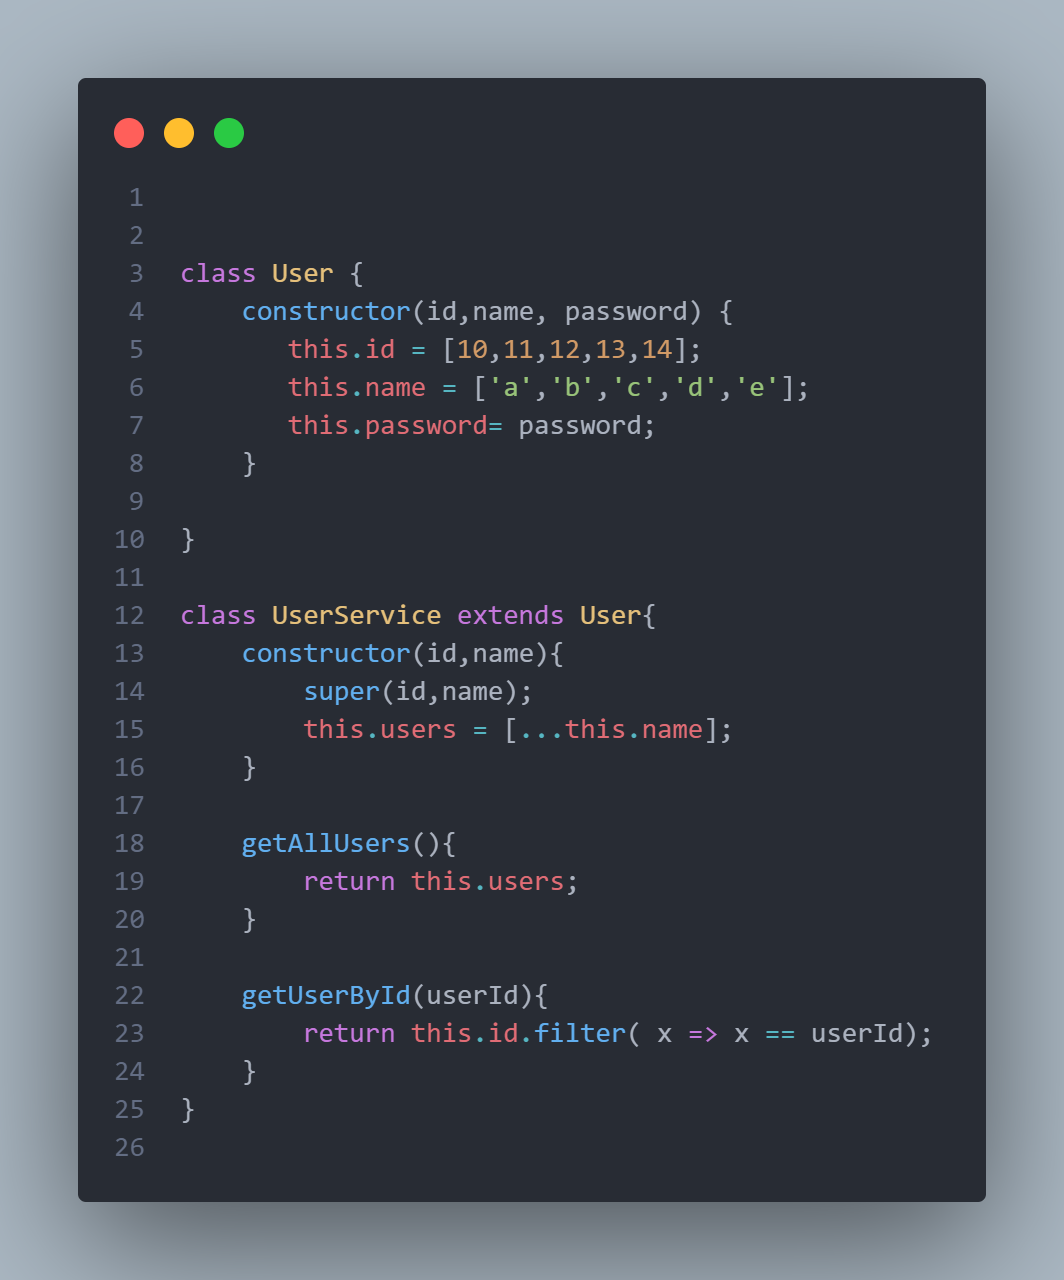 1
2
3 class User {
4     constructor(id,name, password) {
5        this.id = [10,11,12,13,14];
6        this.name = ['a','b','c','d','e'];
7        this.password= password;
8     }
9
10 }
11
12 class UserService extends User{
13     constructor(id,name){
14         super(id,name);
15         this.users = [...this.name];
16     }
17
18     getAllUsers(){
19         return this.users;
20     }
21
22     getUserById(userId){
23         return this.id.filter( x => x == userId);
24     }
25 }
26